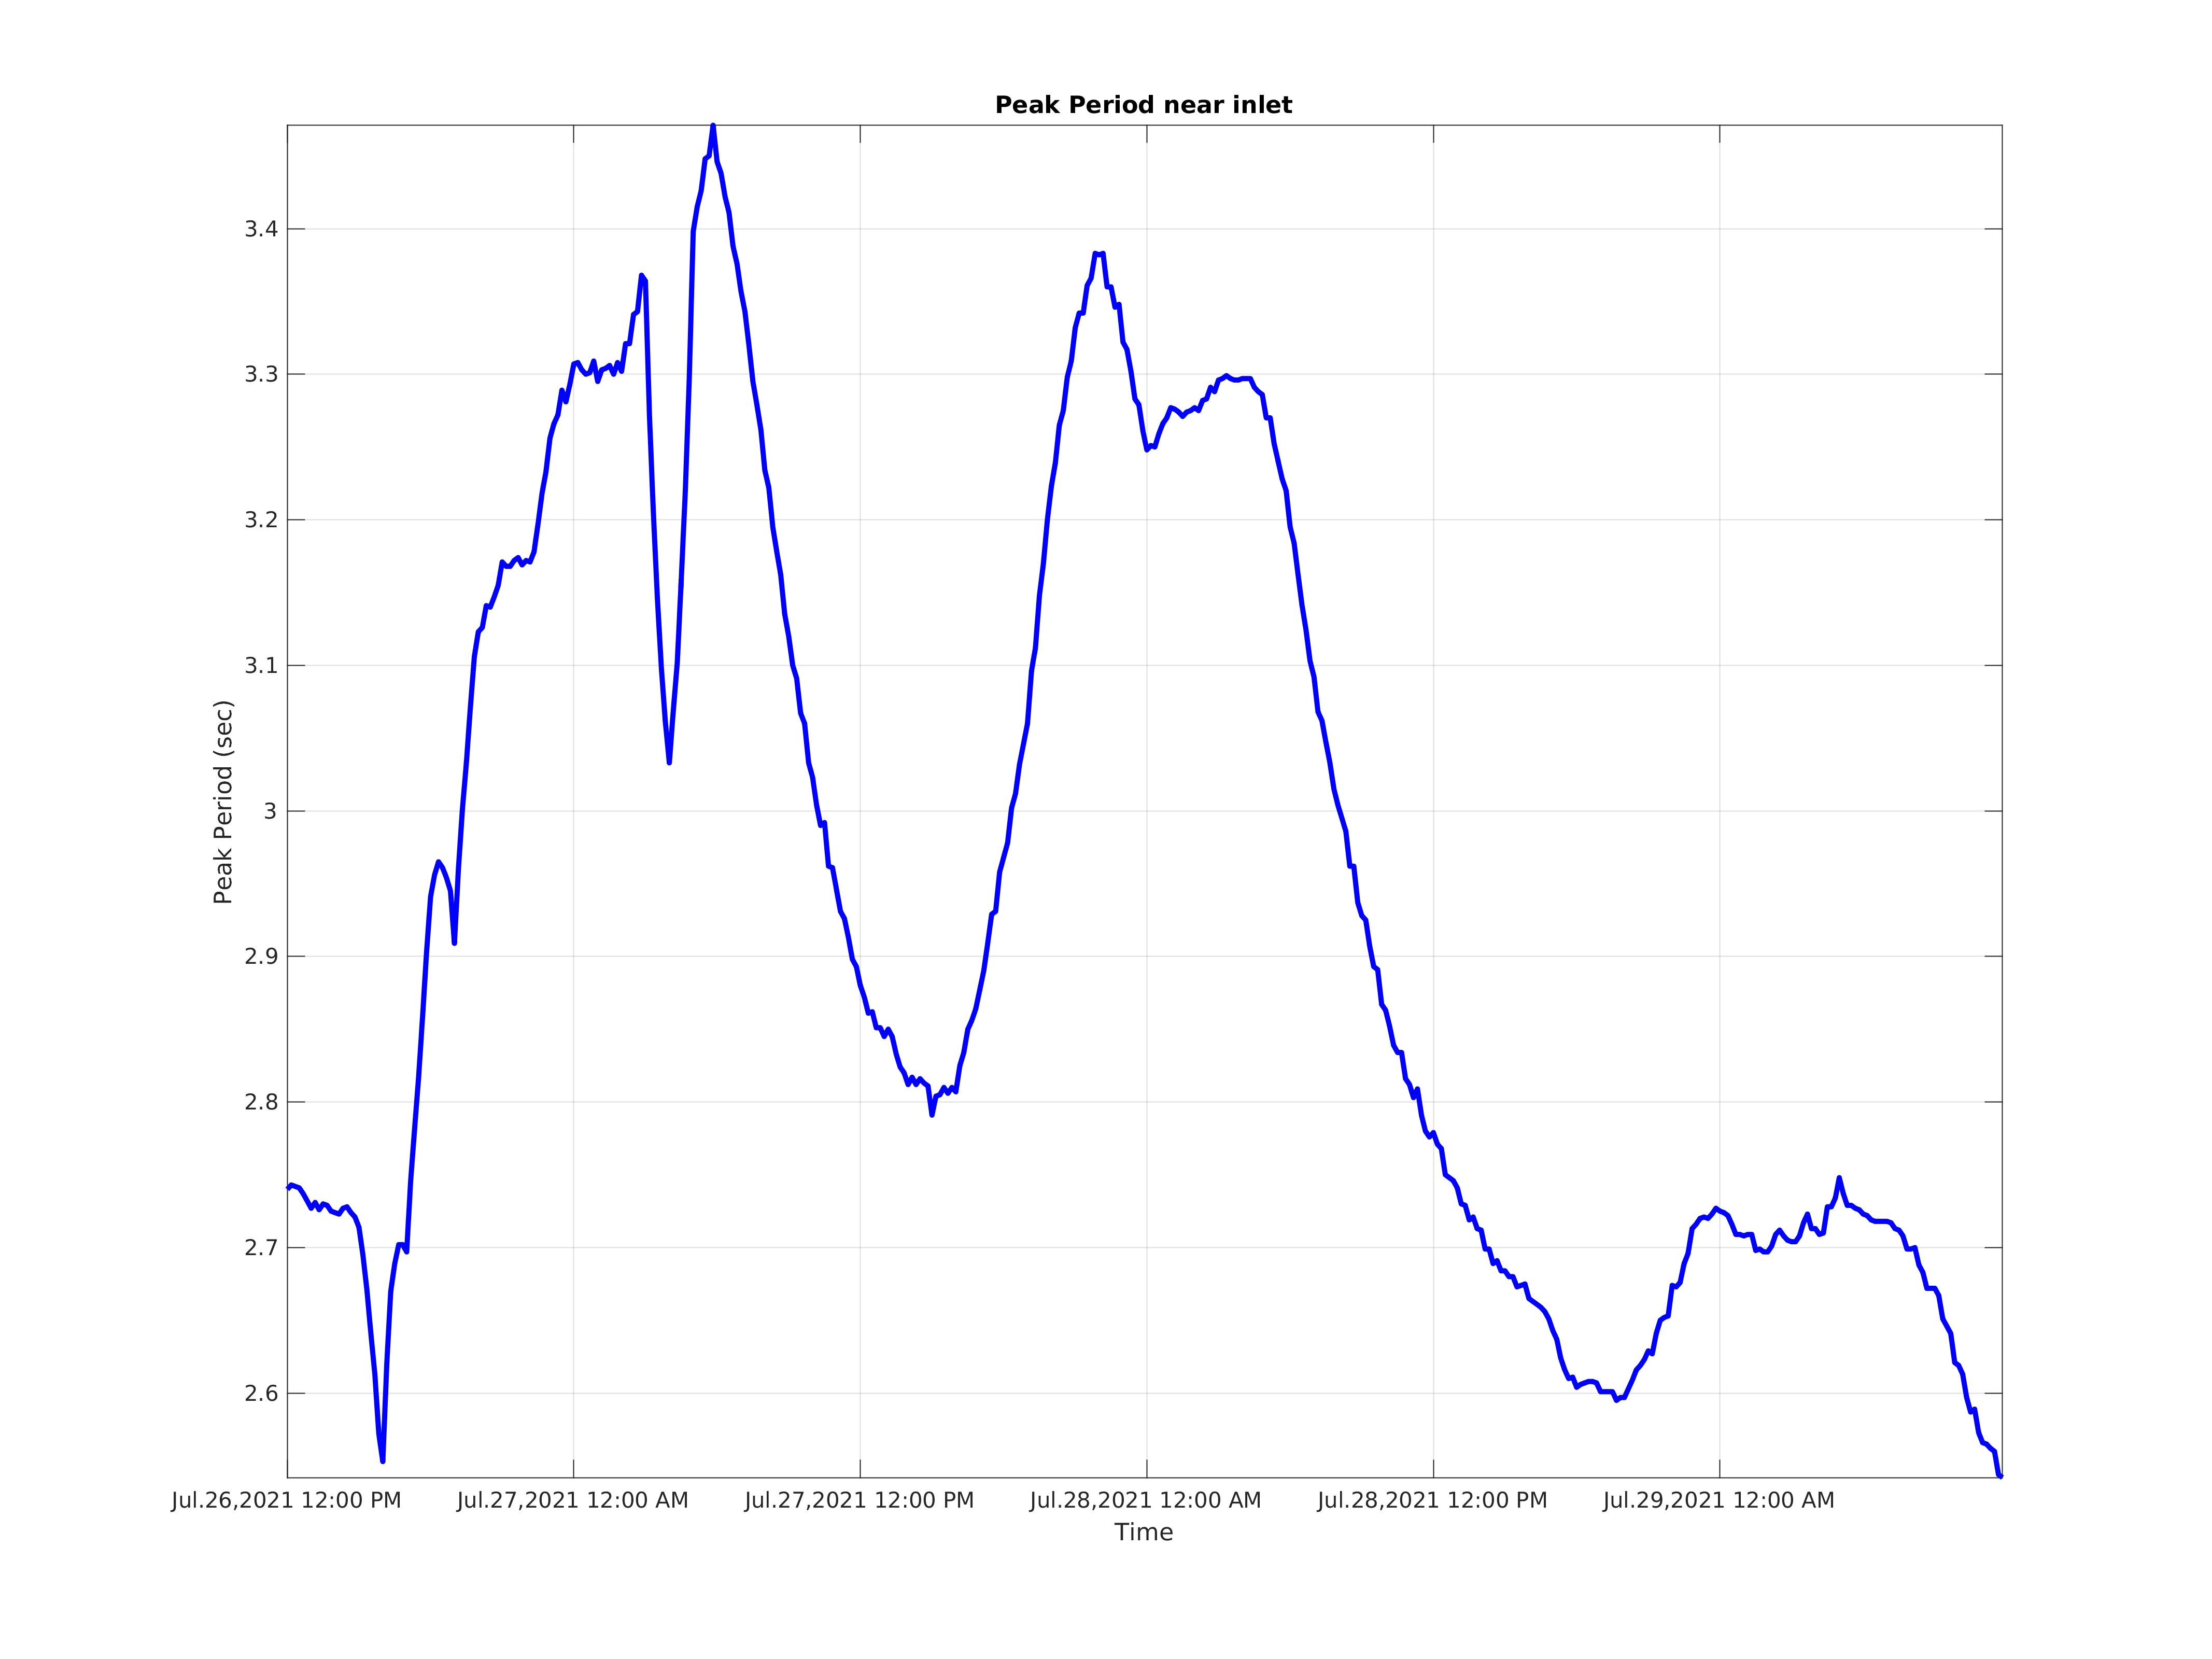 Peak Period near inlet
Peak Period (sec)
3.4
3.3
3.2
3.1
3
2.9
2.8
2.7
2.6
Jul.26,2021 12:00 PM
Jul.27,2021 12:00 AM
Jul.27,2021 12:00 PM
Jul.28,2021 12:00 AM
Jul.28,2021 12:00 PM
Jul.29,2021 12:00 AM
Time